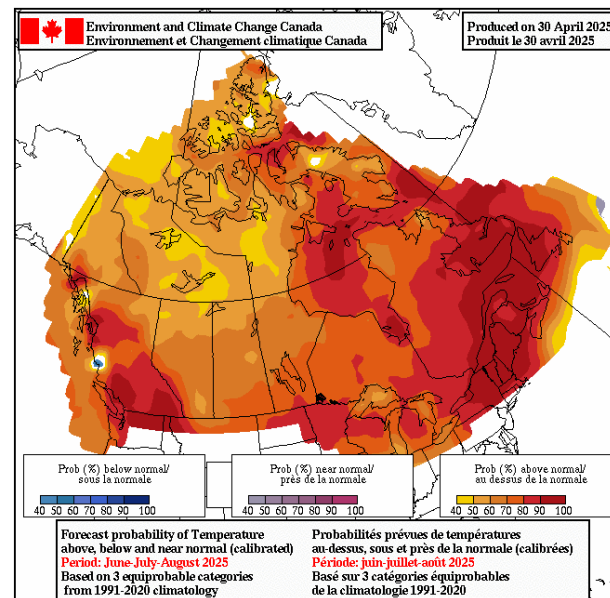 Environment and Climate Change Canada
Environnement et Changement climatique Canada
Produced on 30 April 2025
Produit le 30 avril 2025
Prob (%) below normal/
sous la normale
40 50 60 70 80 90 100
Prob (%) near normal/
près de la normale
40 50 60 70 80 90 100
Prob (%) above normal/
au dessus de la normale
40 50 60 70 80 90 100
Forecast probability of Temperature
above, below and near normal (calibrated)
Period: June-July-August 2025
Based on 3 equiprobable categories
from 1991-2020 climatology
Probabilités prévues de températures
au-dessus, sous et près de la normale (calibrées)
Période: juin-juillet-août 2025
Basé sur 3 catégories équiprobables
de la climatologie 1991-2020